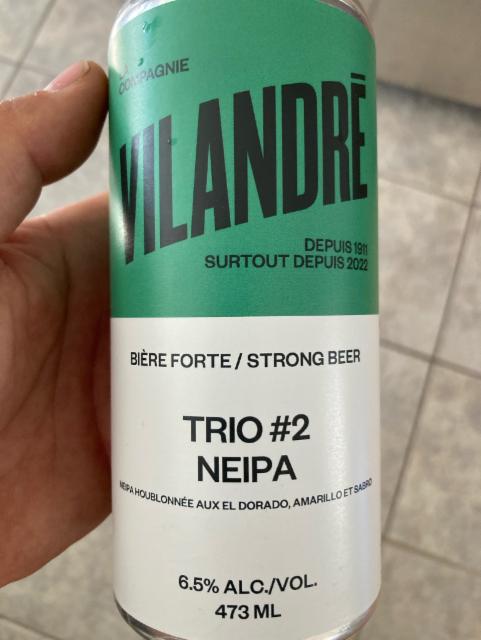 LA
COMPAGNIE
VILANDRĒ
DEPUIS 1911
SURTOUT DEPUIS 2022
BIÈRE FORTE / STRONG BEER
TRIO #2
NEIPA
NEIPA HOUBLONNÉE AUX EL DORADO, AMARILLO ET SABRO
6.5% ALC./VOL.
473 ML